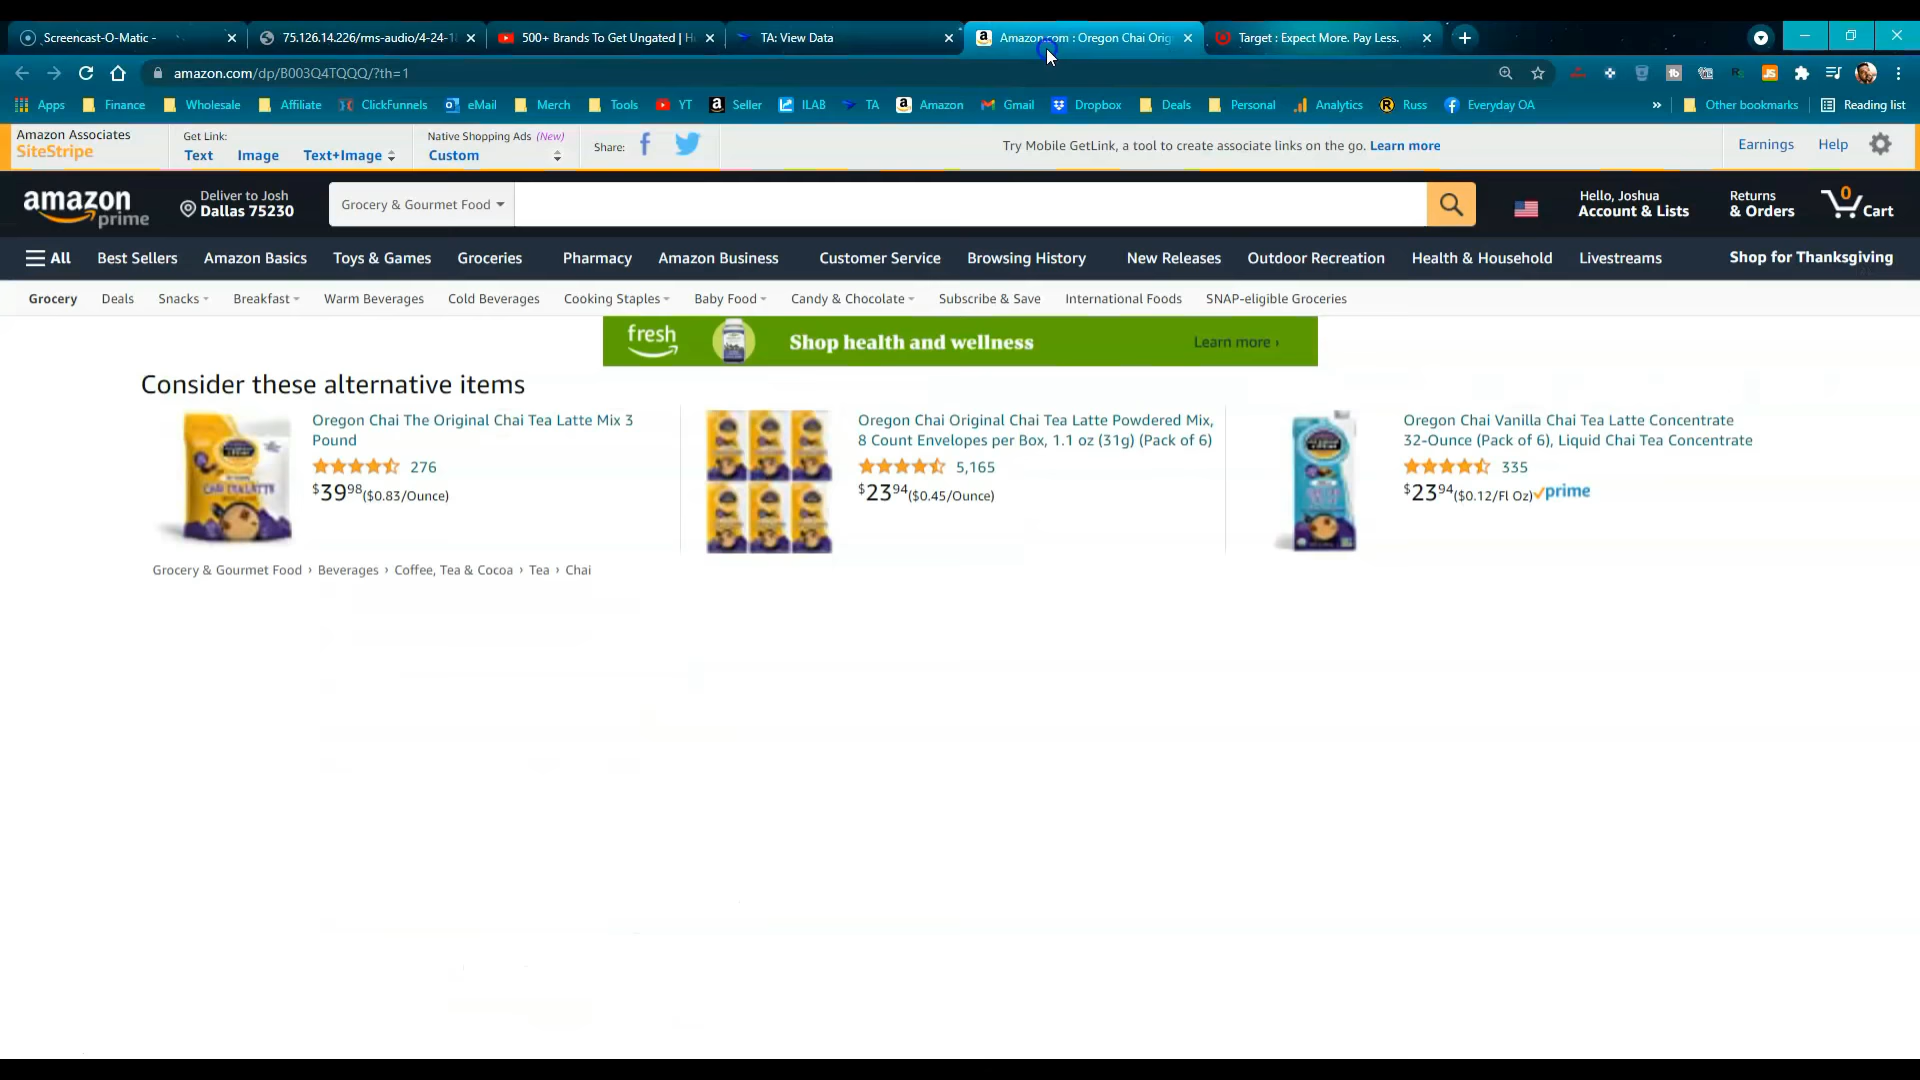 Screencast-O-Matic -
75.126.14.226/rms-audio/4-24-1
500+ Brands To Get Ungated | H
TA: View Data
Amazon.com : Oregon Chai Orig
Target : Expect More. Pay Less.
amazon.com/dp/B003Q4TQQQ/?th=1
Apps
Finance
Wholesale
Affiliate
ClickFunnels
eMail
Merch
Tools
YT
Seller
ILAB
TA
Amazon
Gmail
Dropbox
Deals
Personal
Analytics
Russ
Everyday OA
»
Other bookmarks
Reading list
Amazon Associates
SiteStripe
Get Link:
Text Image Text+Image
Native Shopping Ads (New)
Custom
Share:
Try Mobile GetLink, a tool to create associate links on the go. Learn more
Earnings
Help
amazon
prime
Deliver to Josh
Dallas 75230
Grocery & Gourmet Food
Hello, Joshua
Account & Lists
Returns
& Orders
0
Cart
All
Best Sellers
Amazon Basics
Toys & Games
Groceries
Pharmacy
Amazon Business
Customer Service
Browsing History
New Releases
Outdoor Recreation
Health & Household
Livestreams
Shop for Thanksgiving
Grocery
Deals
Snacks
Breakfast
Warm Beverages
Cold Beverages
Cooking Staples
Baby Food
Candy & Chocolate
Subscribe & Save
International Foods
SNAP-eligible Groceries
fresh
Shop health and wellness
Learn more ›
Consider these alternative items
Oregon Chai The Original Chai Tea Latte Mix 3
Pound
276
$39.98($0.83/Ounce)
Oregon Chai Original Chai Tea Latte Powdered Mix,
8 Count Envelopes per Box, 1.1 oz (31g) (Pack of 6)
5,165
$23.94($0.45/Ounce)
Oregon Chai Vanilla Chai Tea Latte Concentrate
32-Ounce (Pack of 6), Liquid Chai Tea Concentrate
335
$23.94($0.12/Fl Oz) prime
Grocery & Gourmet Food › Beverages › Coffee, Tea & Cocoa › Tea › Chai